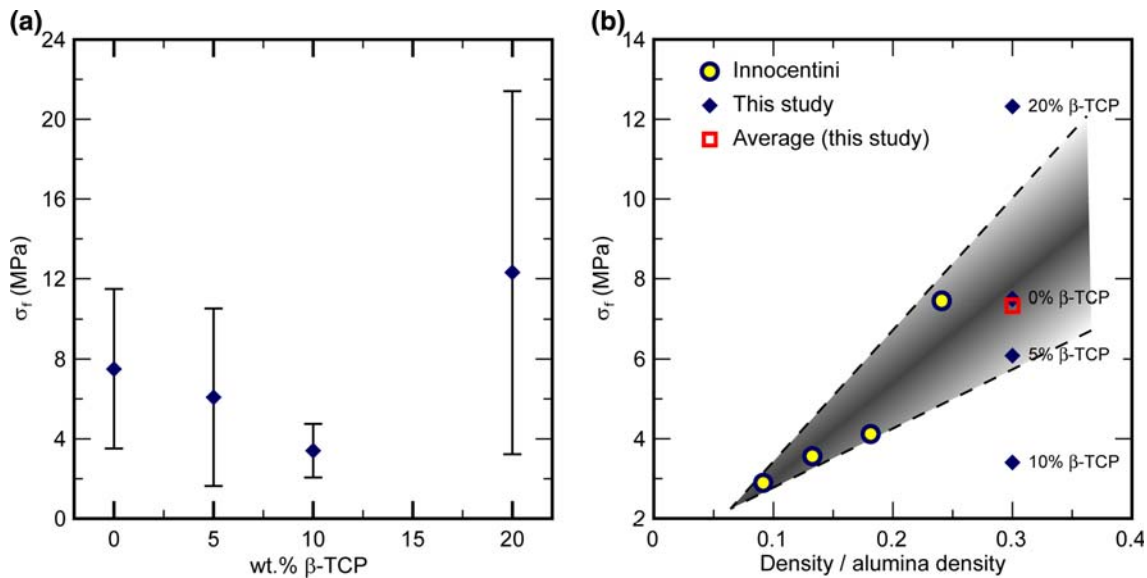 (a)
24
20
16
12
8
4
0
σf (MPa)
0 5 10 15 20
wt.% β-TCP
(b)
14
12
10
8
6
4
2
σf (MPa)
Innocentini
This study
Average (this study)
20% β-TCP
0% β-TCP
5% β-TCP
10% β-TCP
0 0.1 0.2 0.3 0.4
Density / alumina density